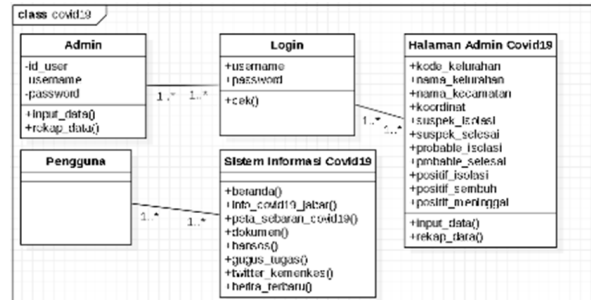 class covid19
Admin
-id_user
username
-password
+input_data()
+rekap_data()
1..*
1..*
Login
+username
+password
+cek()
1..*
1..*
Halaman Admin Covid19
+kode_kelurahan
+nama_kelurahan
+nama_kecamatan
+koordinat
+suspek_isolasi
+suspek_selesai
+probable_isolasi
+probable_selesai
+positif_isolasi
+positif_sembuh
+positif_meninggal
+input_data()
+rekap_data()
Pengguna
1..*
1..*
Sistem Informasi Covid19
+beranda()
+info_covid19_jabar()
+peta_sebaran_covid19()
+dokumen()
+bansos()
+gugus_tugas()
+twitter_kemenkes()
+berita_terbaru()